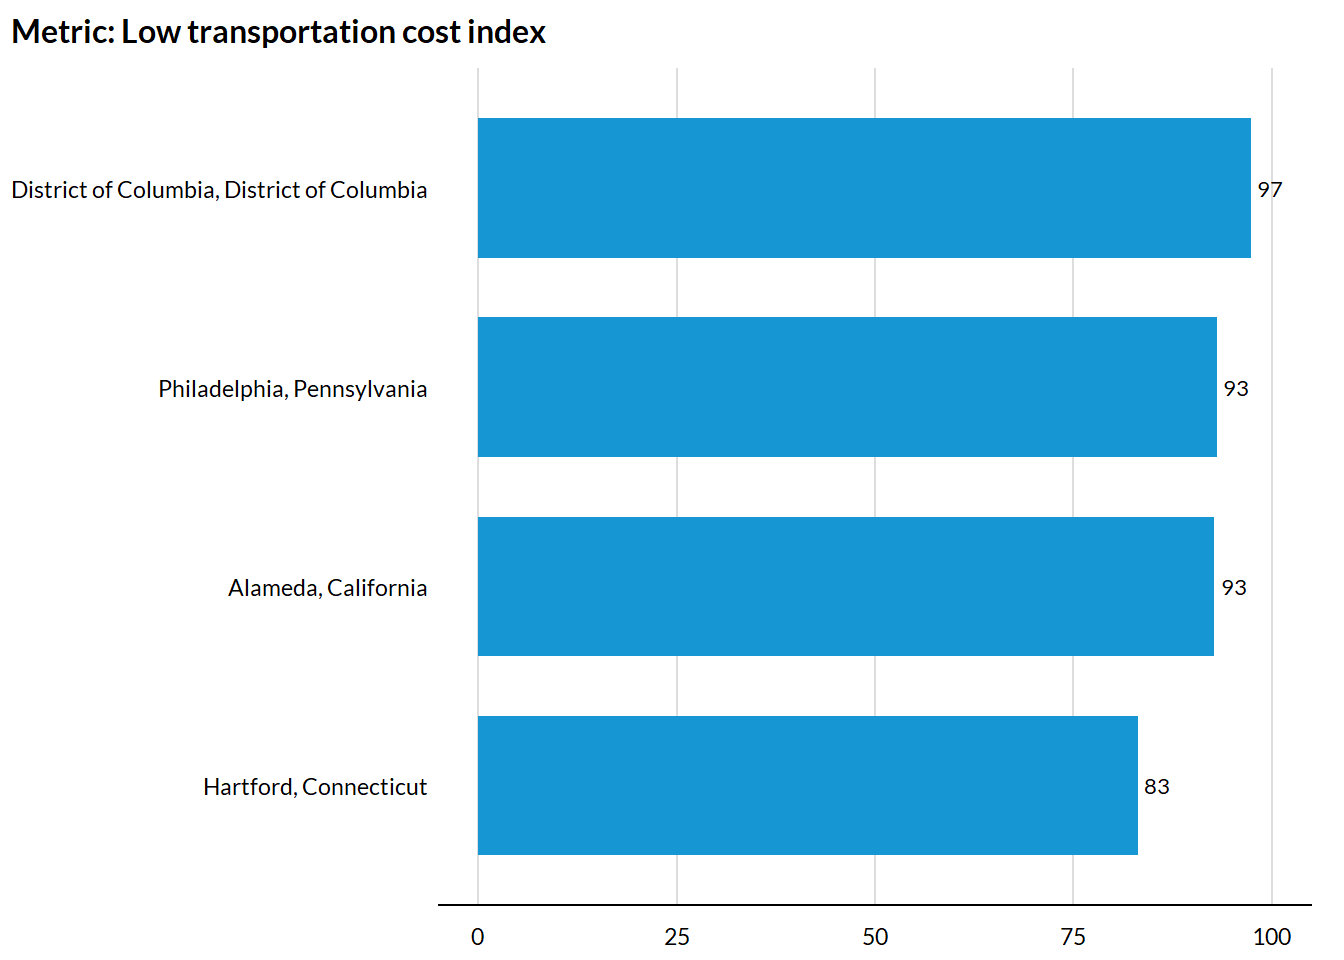 Metric: Low transportation cost index
District of Columbia, District of Columbia 97
Philadelphia, Pennsylvania 93
Alameda, California 93
Hartford, Connecticut 83
0 25 50 75 100